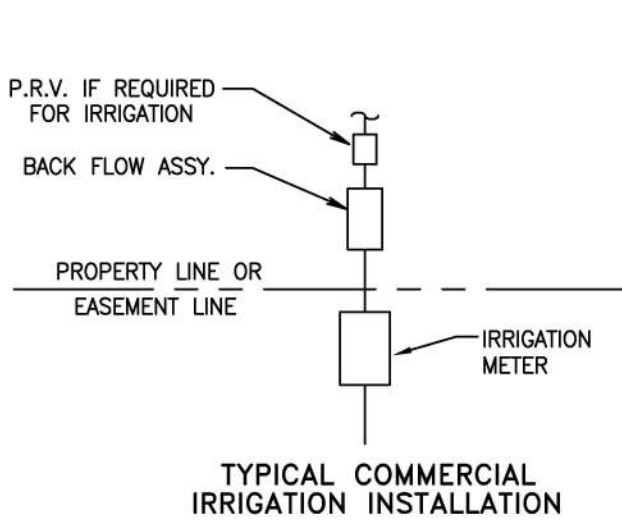 P.R.V. IF REQUIRED
FOR IRRIGATION
BACK FLOW ASSY.
PROPERTY LINE OR
EASEMENT LINE
IRRIGATION
METER
TYPICAL COMMERCIAL
IRRIGATION INSTALLATION